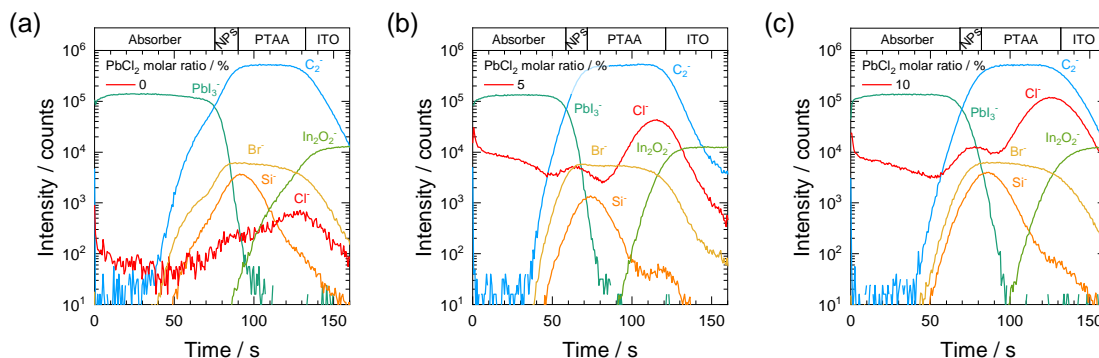 (a)
Absorber NPs PTAA ITO
10⁶
10⁵
10⁴
10³
10²
10¹
Intensity / counts
PbCl₂ molar ratio / %
0
C₂⁻
PbI₃⁻
In₂O₂⁻
Br⁻
Si⁻
Cl⁻
0 50 100 150
Time / s
(b)
Absorber NPs PTAA ITO
10⁶
10⁵
10⁴
10³
10²
10¹
Intensity / counts
PbCl₂ molar ratio / %
5
C₂⁻
Cl⁻
PbI₃⁻
In₂O₂⁻
Br⁻
Si⁻
0 50 100 150
Time / s
(c)
Absorber NPs PTAA ITO
10⁶
10⁵
10⁴
10³
10²
10¹
Intensity / counts
PbCl₂ molar ratio / %
10
C₂⁻
Cl⁻
PbI₃⁻
In₂O₂⁻
Br⁻
Si⁻
0 50 100 150
Time / s